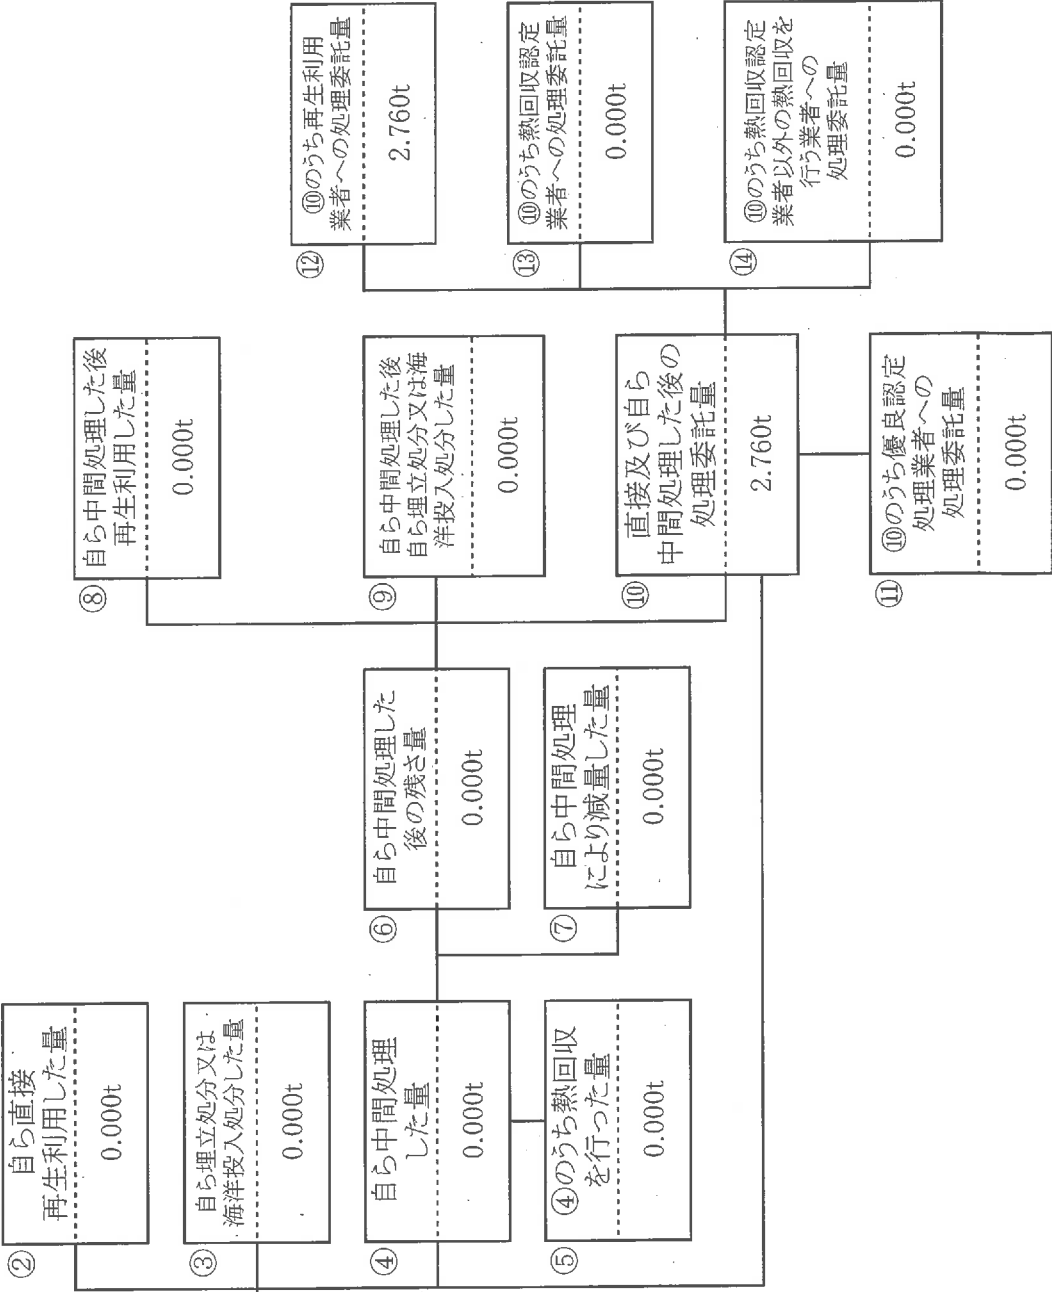 ②
自ら直接
再生利用した量
0.000t
③
自ら埋立処分又は
海洋投入処分した量
0.000t
④
自ら中間処理
した量
0.000t
⑤
④のうち熱回収
を行った量
0.000t
⑥
自ら中間処理した
後の残さ量
0.000t
⑦
自ら中間処理
により減量した量
0.000t
⑧
自ら中間処理した後
再生利用した量
0.000t
⑨
自ら中間処理した後
自ら埋立処分又は海
洋投入処分した量
0.000t
⑩
直接及び自ら
中間処理した後の
処理委託量
2.760t
⑪
⑩のうち優良認定
処理業者への
処理委託量
0.000t
⑫
⑩のうち再生利用
業者への処理委託量
2.760t
⑬
⑩のうち熱回収認定
業者への処理委託量
0.000t
⑭
⑩のうち熱回収認定
業者以外の熱回収を
行う業者への
処理委託量
0.000t